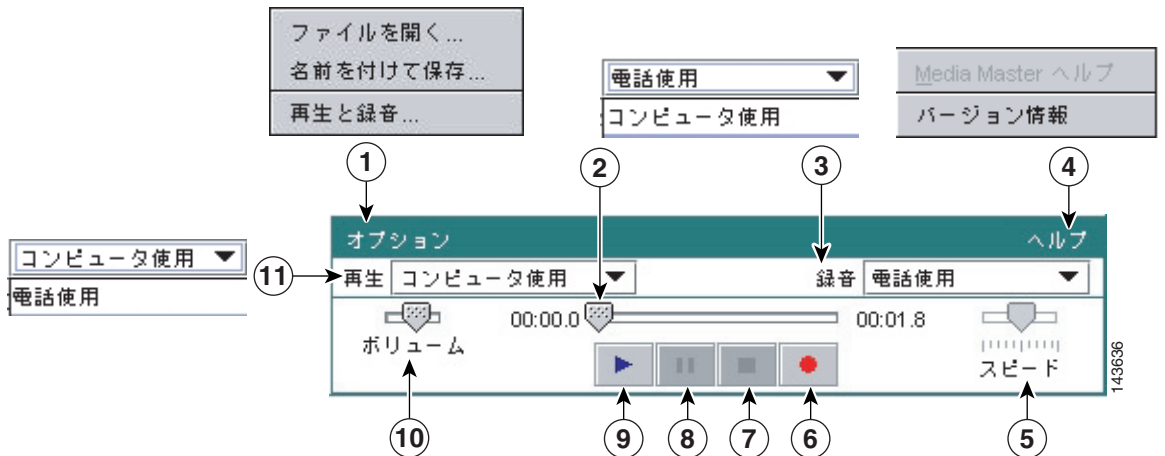 ファイルを開く...
名前を付けて保存...
再生と録音...
電話使用
コンピュータ使用
Media Master ヘルプ
バージョン情報
1
2
3
4
コンピュータ使用
電話使用
11
オプション
ヘルプ
再生 コンピュータ使用
録音 電話使用
00:00.0
00:01.8
ボリューム
スピード
143636
10
9
8
7
6
5